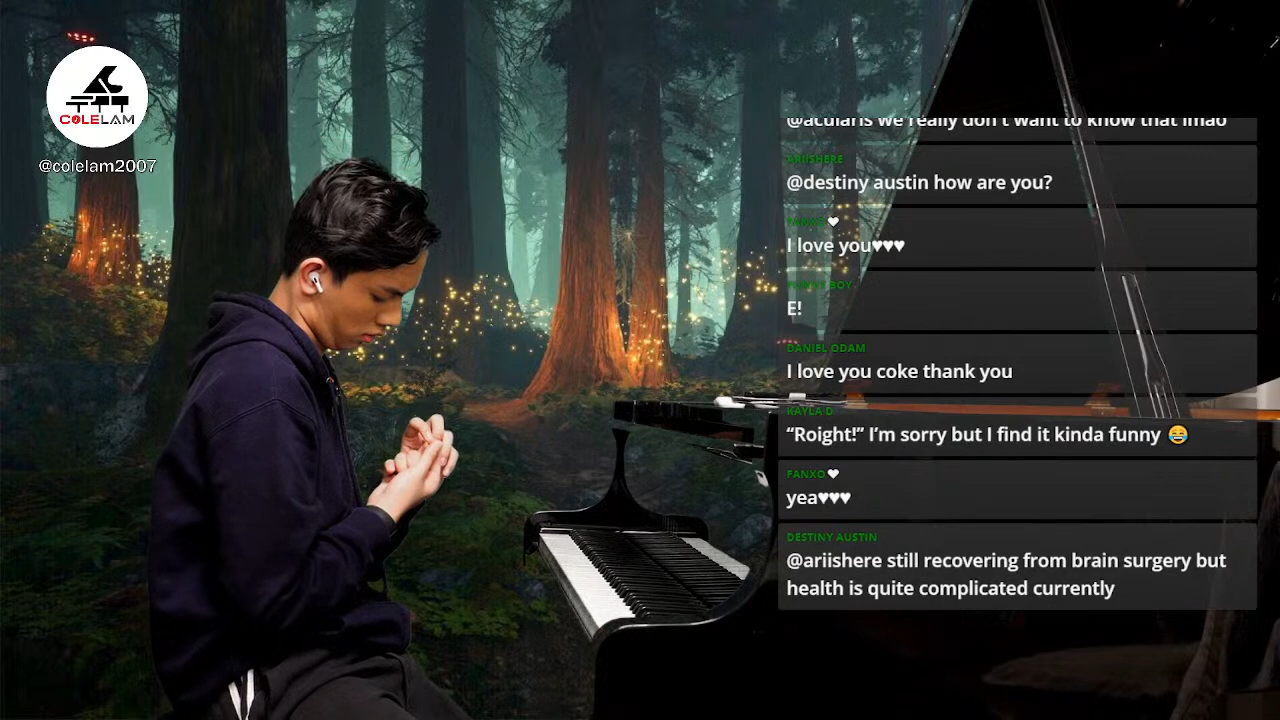 COLELAM
@colelam2007
@acularis we really don't want to know that lmao
ARIISHERE
@destiny austin how are you?
FANXO♥
I love you♥♥♥
BOY
E!
DANIEL ODAM
I love you coke thank you
KAYLA D
“Roight!” I’m sorry but I find it kinda funny 😂
FANXO♥
yea♥♥♥
DESTINY AUSTIN
@ariishere still recovering from brain surgery but
health is quite complicated currently